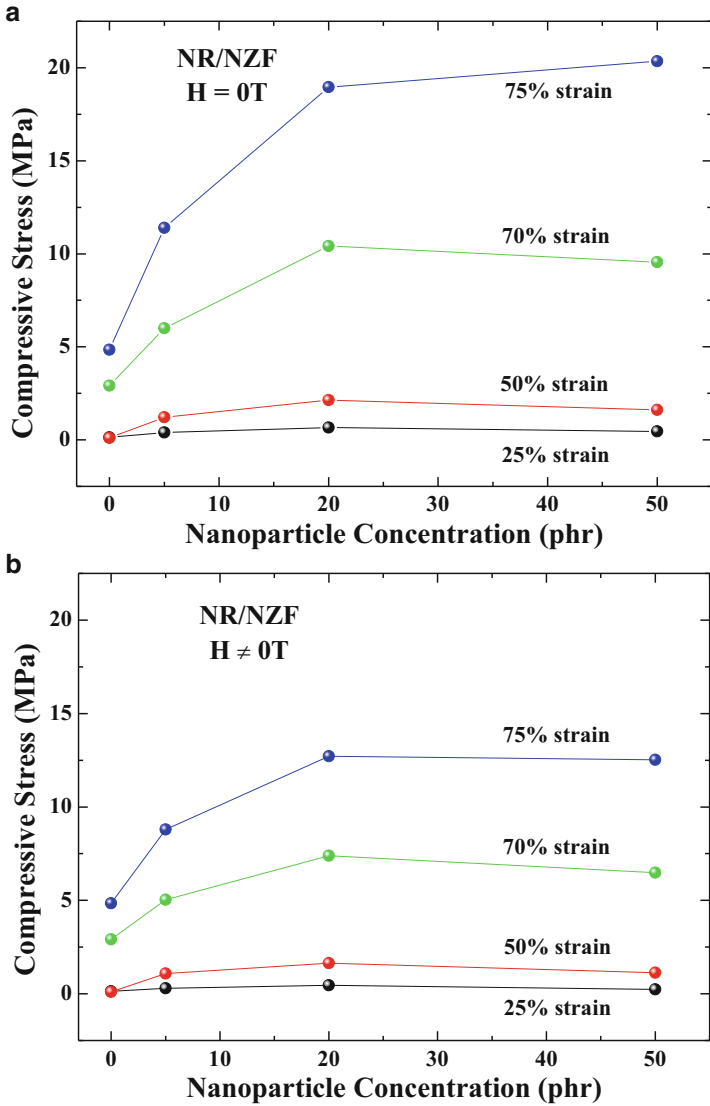 a
NR/NZF
H = 0T
75% strain
70% strain
50% strain
25% strain
20
15
10
5
0
Compressive Stress (MPa)
0 10 20 30 40 50
Nanoparticle Concentration (phr)
b
NR/NZF
H ≠ 0T
75% strain
70% strain
50% strain
25% strain
20
15
10
5
0
Compressive Stress (MPa)
0 10 20 30 40 50
Nanoparticle Concentration (phr)